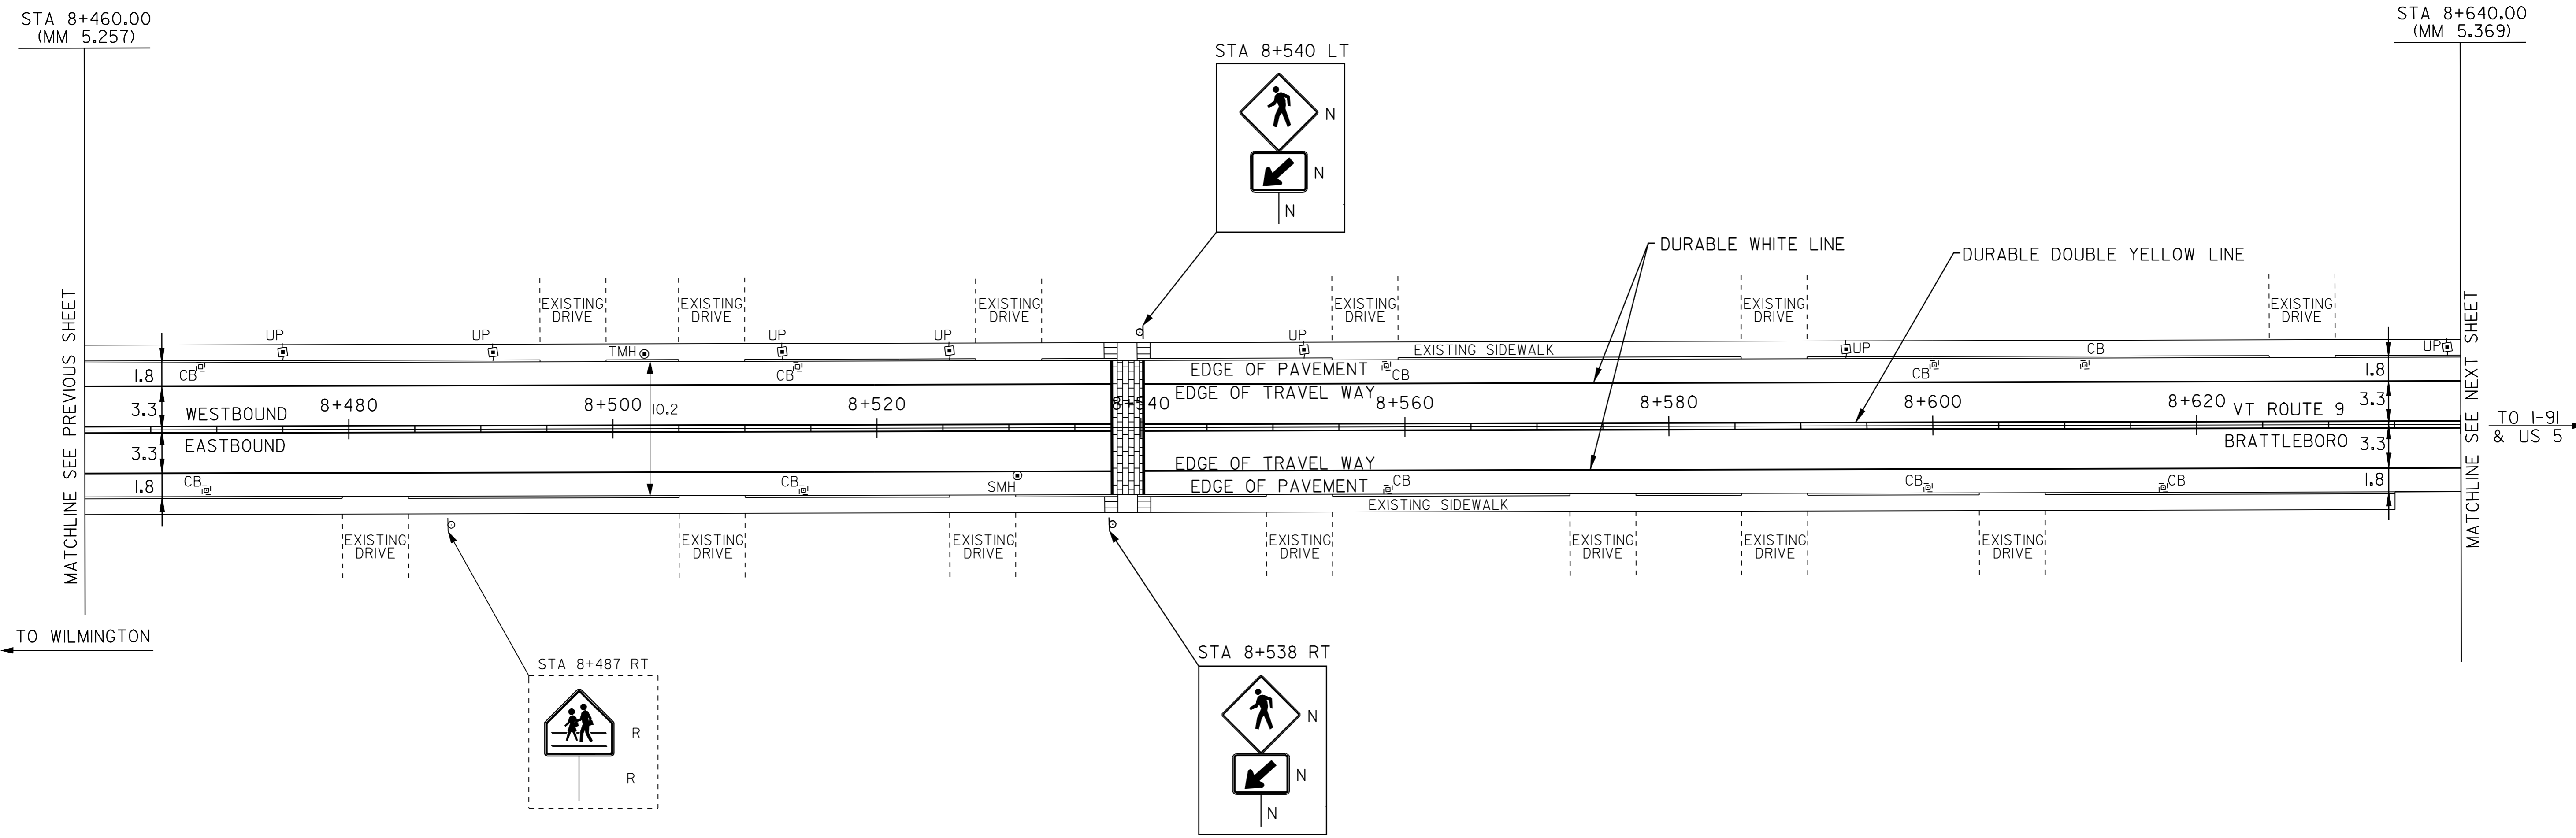 STA 8+460.00
(MM 5.257)
STA 8+640.00
(MM 5.369)
STA 8+540 LT
N
N
N
DURABLE WHITE LINE
DURABLE DOUBLE YELLOW LINE
EXISTING
DRIVE
EXISTING
DRIVE
EXISTING
DRIVE
EXISTING
DRIVE
EXISTING
DRIVE
EXISTING
DRIVE
MATCHLINE SEE PREVIOUS SHEET
MATCHLINE SEE NEXT SHEET
UP
UP
TMH
UP
UP
UP
EXISTING SIDEWALK
UP
CB
UP
1.8
CB
CB
EDGE OF PAVEMENT
CB
CB
1.8
EDGE OF TRAVEL WAY
3.3
WESTBOUND
8+480
8+500
10.2
8+520
8+540
8+560
8+580
8+600
8+620
VT ROUTE 9
3.3
TO I-91
& US 5
3.3
EASTBOUND
BRATTLEBORO
3.3
EDGE OF TRAVEL WAY
1.8
CB
CB
SMH
EDGE OF PAVEMENT
CB
CB
CB
1.8
EXISTING SIDEWALK
EXISTING
DRIVE
EXISTING
DRIVE
EXISTING
DRIVE
EXISTING
DRIVE
EXISTING
DRIVE
EXISTING
DRIVE
EXISTING
DRIVE
TO WILMINGTON
STA 8+487 RT
R
R
STA 8+538 RT
N
N
N